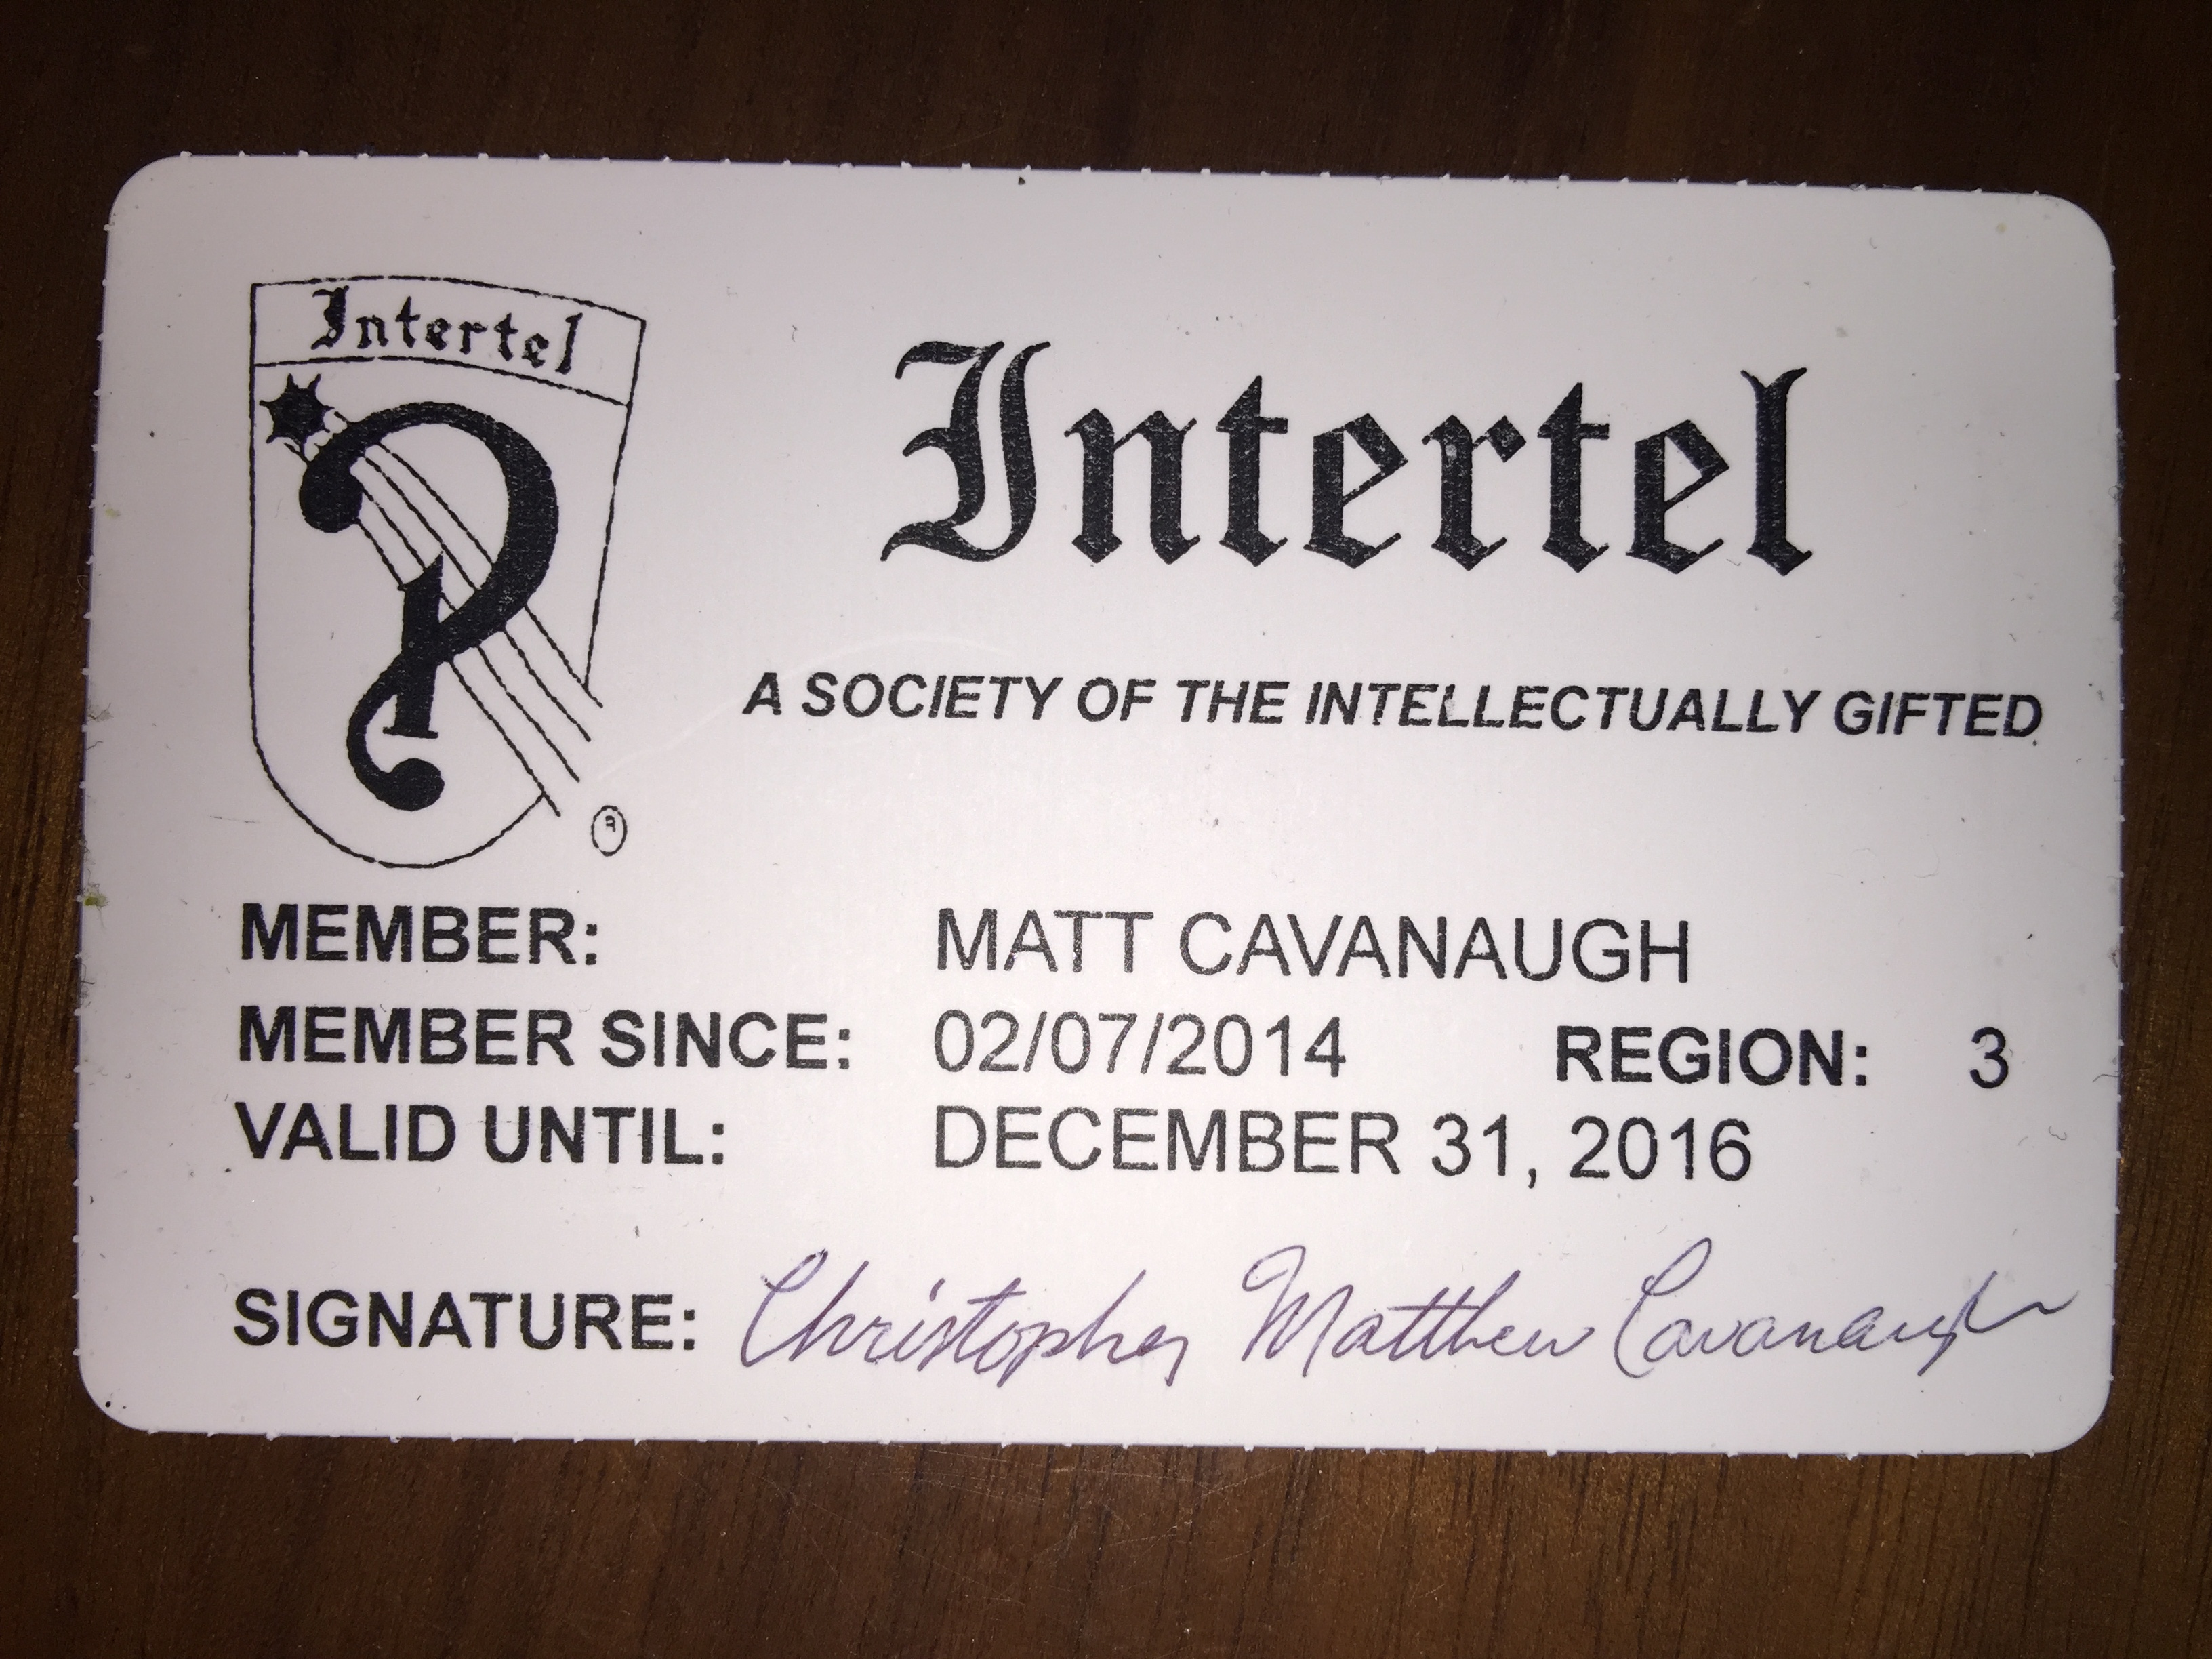 Intertel
Intertel
A SOCIETY OF THE INTELLECTUALLY GIFTED
®
MEMBER: MATT CAVANAUGH
MEMBER SINCE: 02/07/2014 REGION: 3
VALID UNTIL: DECEMBER 31, 2016
SIGNATURE: Christopher Matthew Cavanaugh